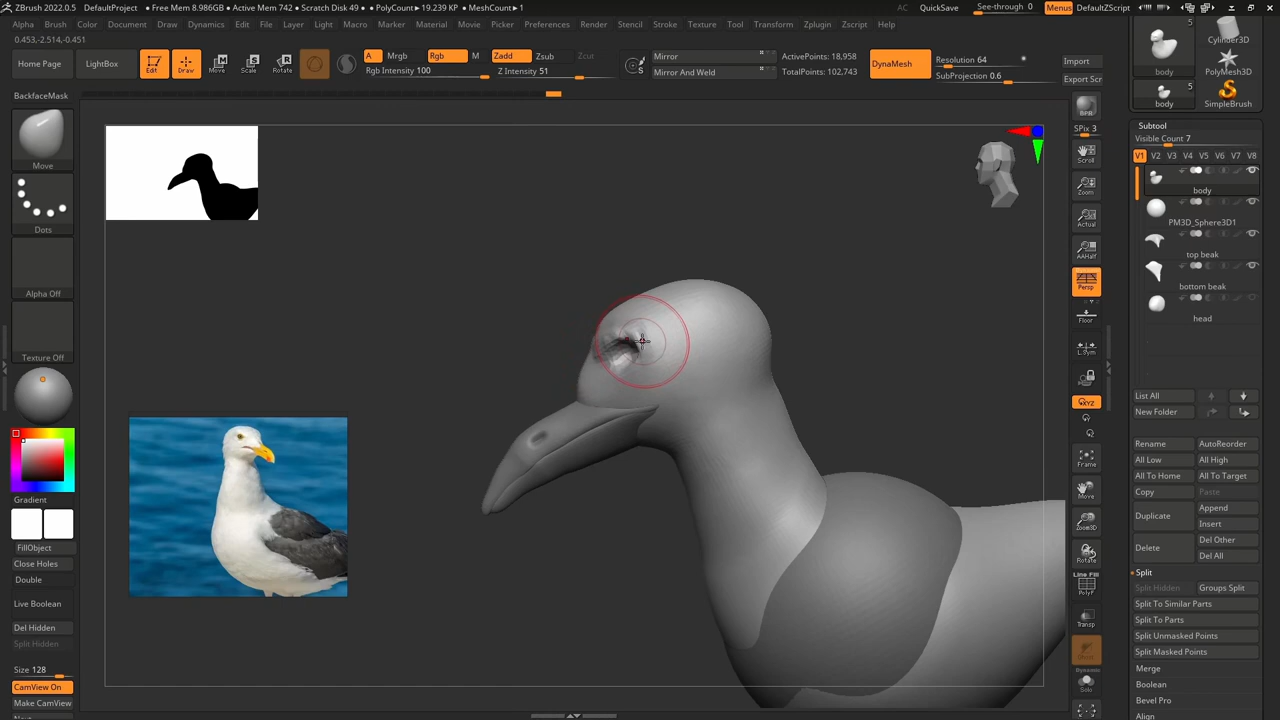 ZBrush 2022.0.5 DefaultProject • Free Mem 8.986GB • Active Mem 742 • Scratch Disk 49 • PolyCount▸19.239 KP • MeshCount▸1
AC QuickSave See-through 0 Menus DefaultZScript
Alpha Brush Color Document Draw Dynamics Edit File Layer Light Macro Marker Material Movie Picker Preferences Render Stencil Stroke Texture Tool Transform Zplugin Zscript Help
0.453,-2.514,-0.451
Home Page
LightBox
Edit
Draw
Move
Scale
Rotate
A
Mrgb
Rgb
M
Zadd
Zsub
Zcut
Rgb Intensity 100
Z Intensity 51
Mirror
Mirror And Weld
ActivePoints: 18,958
TotalPoints: 102,743
DynaMesh
Resolution 64
SubProjection 0.6
Import
Export Scr
BackfaceMask
Move
Dots
Alpha Off
Texture Off
Gradient
FillObject
Close Holes
Double
Live Boolean
Del Hidden
Split Hidden
Size 128
CamView On
Make CamView
BPR
SPix 3
Scroll
Zoom
Actual
AAHalf
Persp
Floor
L.Sym
XYZ
Frame
Move
Zoom3D
Rotate
Line Fill
PolyF
Transp
Dynamic
Solo
5
body
5
body
Cylinder3D
PolyMesh3D
SimpleBrush
Subtool
Visible Count 7
V1 V2 V3 V4 V5 V6 V7 V8
body
PM3D_Sphere3D1
top beak
bottom beak
head
List All
New Folder
Rename
AutoReorder
All Low
All High
All To Home
All To Target
Copy
Paste
Duplicate
Append
Insert
Delete
Del Other
Del All
Split
Split Hidden
Groups Split
Split To Similar Parts
Split To Parts
Split Unmasked Points
Split Masked Points
Merge
Boolean
Bevel Pro
Align